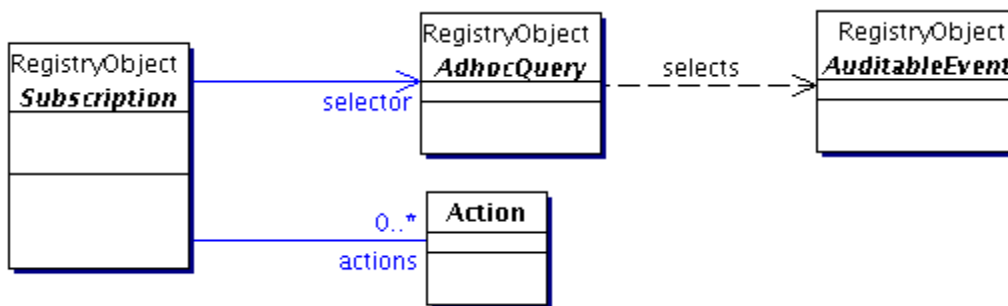 RegistryObject
Subscription
selector
RegistryObject
AdhocQuery
selects
RegistryObject
AuditableEvent
0..*
actions
Action